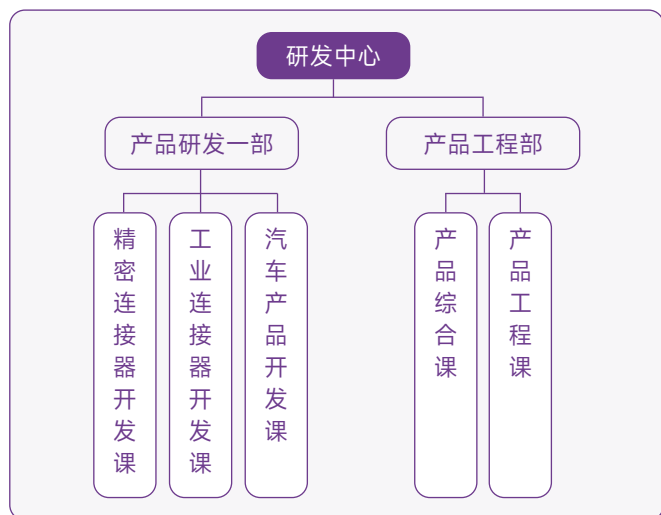 研发中心
产品研发一部
产品工程部
精密连接器开发课
工业连接器开发课
汽车产品开发课
产品综合课
产品工程课